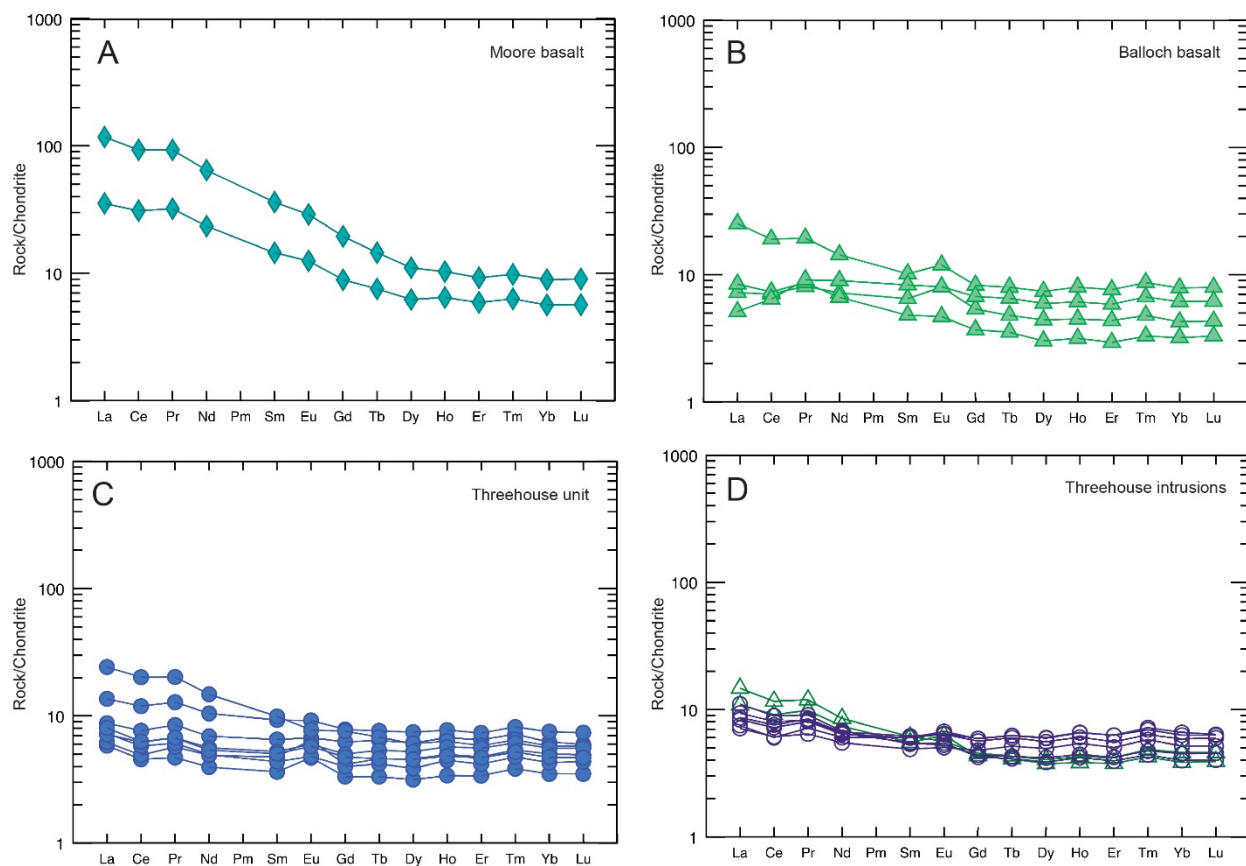 A
Moore basalt
Rock/Chondrite
1000
100
10
1
La Ce Pr Nd Pm Sm Eu Gd Tb Dy Ho Er Tm Yb Lu
B
Balloch basalt
Rock/Chondrite
1000
100
10
1
La Ce Pr Nd Pm Sm Eu Gd Tb Dy Ho Er Tm Yb Lu
C
Threehouse unit
Rock/Chondrite
1000
100
10
1
La Ce Pr Nd Pm Sm Eu Gd Tb Dy Ho Er Tm Yb Lu
D
Threehouse intrusions
Rock/Chondrite
1000
100
10
1
La Ce Pr Nd Pm Sm Eu Gd Tb Dy Ho Er Tm Yb Lu